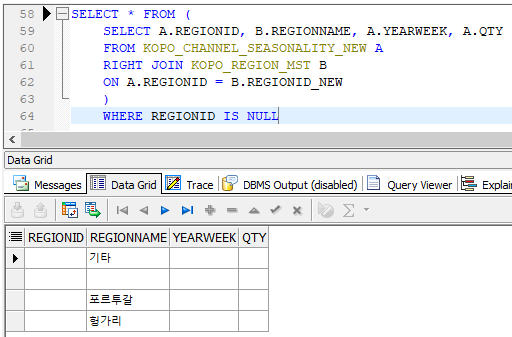 58 SELECT * FROM (
59 SELECT A.REGIONID, B.REGIONNAME, A.YEARWEEK, A.QTY
60 FROM KOPO_CHANNEL_SEASONALITY_NEW A
61 RIGHT JOIN KOPO_REGION_MST B
62 ON A.REGIONID = B.REGIONID_NEW
63 )
64 WHERE REGIONID IS NULL
Data Grid
Messages Data Grid Trace DBMS Output (disabled) Query Viewer Explai
REGIONID REGIONNAME YEARWEEK QTY
기타
포르투갈
헝가리